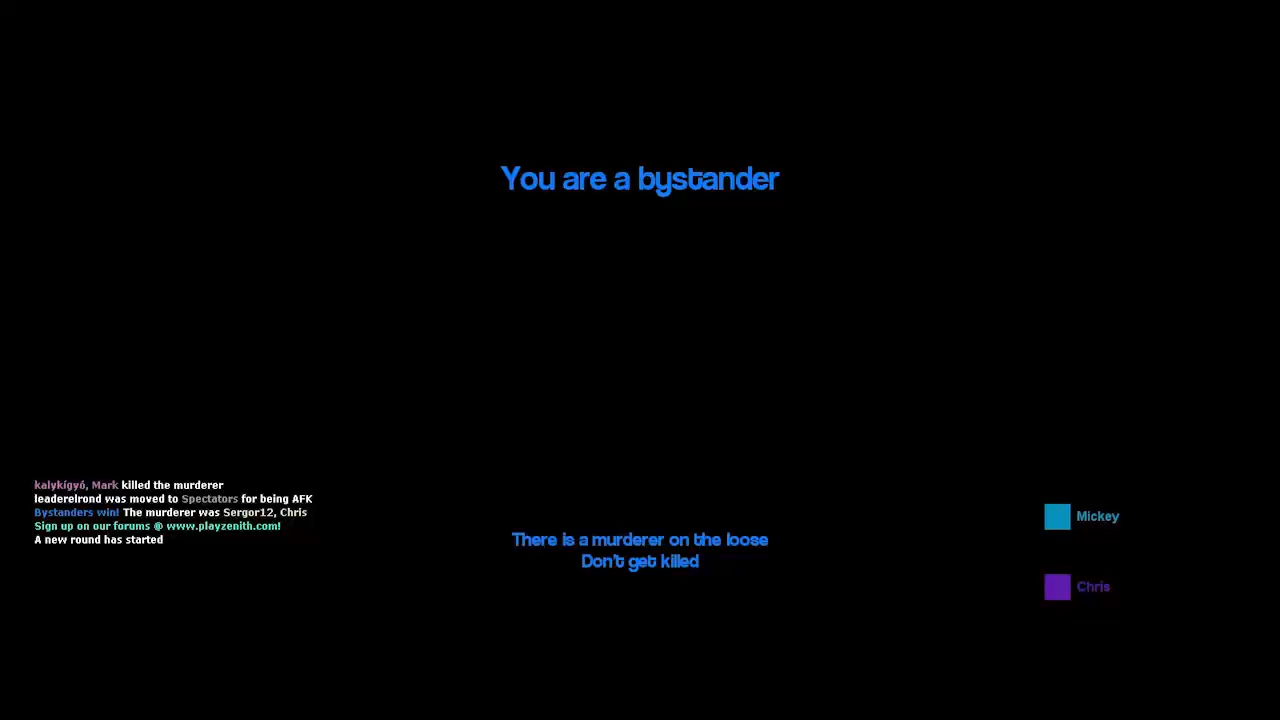 You are a bystander
kalykígyó, Mark killed the murderer
leaderelrond was moved to Spectators for being AFK
Bystanders win! The murderer was Sergor12, Chris
Sign up on our forums @ www.playzenith.com!
A new round has started
There is a murderer on the loose
Don't get killed
Mickey
Chris